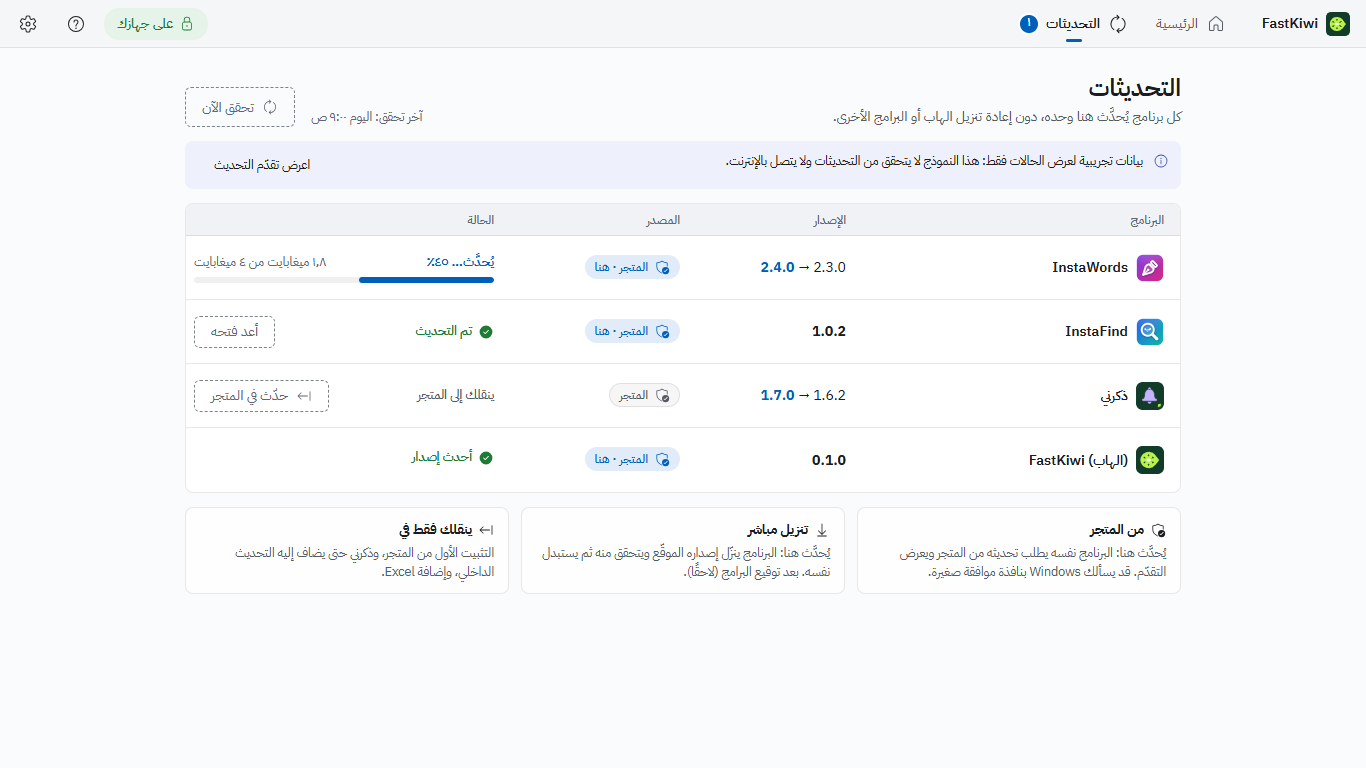 FastKiwi
الرئيسية
التحديثات ١
على جهازك
التحديثات
كل برنامج يُحدَّث هنا وحده، دون إعادة تنزيل الهاب أو البرامج الأخرى.
آخر تحقق: اليوم ٩:٠٠ ص
تحقق الآن
بيانات تجريبية لعرض الحالات فقط: هذا النموذج لا يتحقق من التحديثات ولا يتصل بالإنترنت.
اعرض تقدّم التحديث
البرنامج الإصدار المصدر الحالة
InstaWords 2.3.0 → 2.4.0 المتجر · هنا يُحدَّث... ٤٥٪ ١٫٨ ميغابايت من ٤ ميغابايت
InstaFind 1.0.2 المتجر · هنا تم التحديث أعد فتحه
ذكرني 1.6.2 → 1.7.0 المتجر ينقلك إلى المتجر حدّث في المتجر
FastKiwi (الهاب) 0.1.0 المتجر · هنا أحدث إصدار
من المتجر
يُحدَّث هنا: البرنامج نفسه يطلب تحديثه من المتجر ويعرض
التقدّم. قد يسألك Windows بنافذة موافقة صغيرة.
تنزيل مباشر
يُحدَّث هنا: البرنامج ينزّل إصداره الموقّع ويتحقق منه ثم يستبدل
نفسه. بعد توقيع البرامج (لاحقًا).
ينقلك فقط في
التثبيت الأول من المتجر، وذكرني حتى يضاف إليه التحديث
الداخلي، وإضافة Excel.